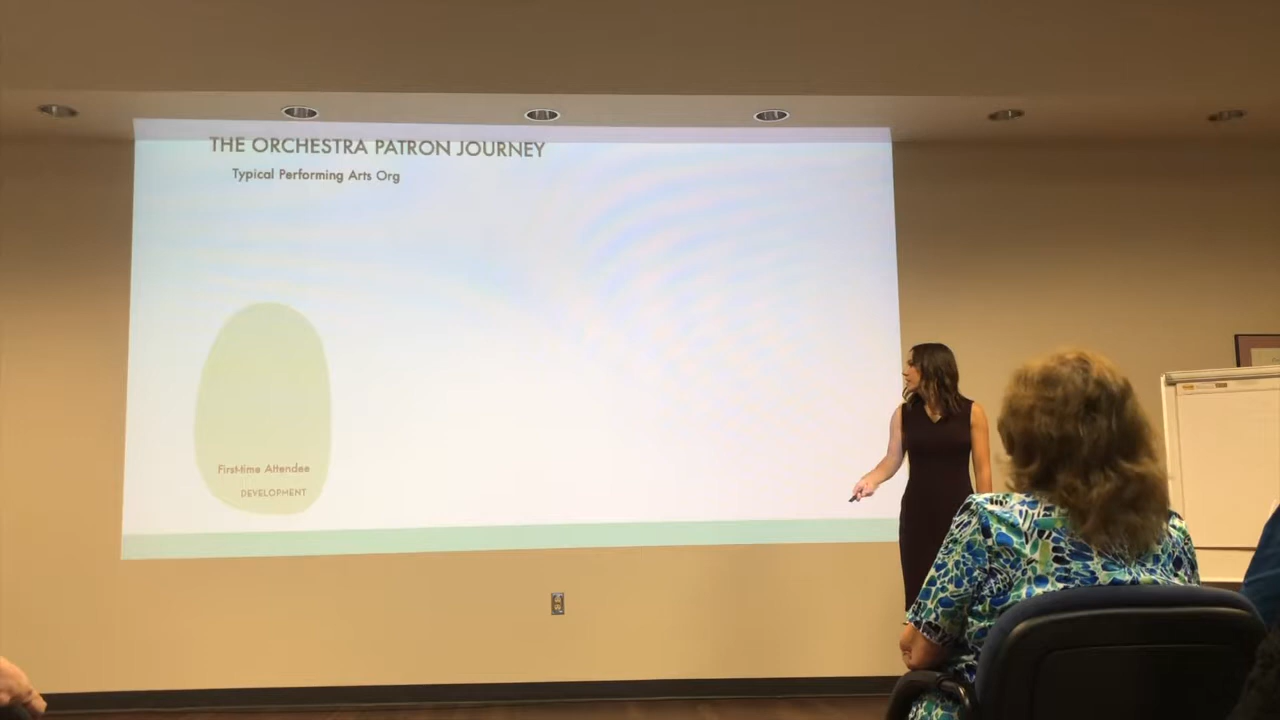 THE ORCHESTRA PATRON JOURNEY
Typical Performing Arts Org
First-time Attendee
DEVELOPMENT